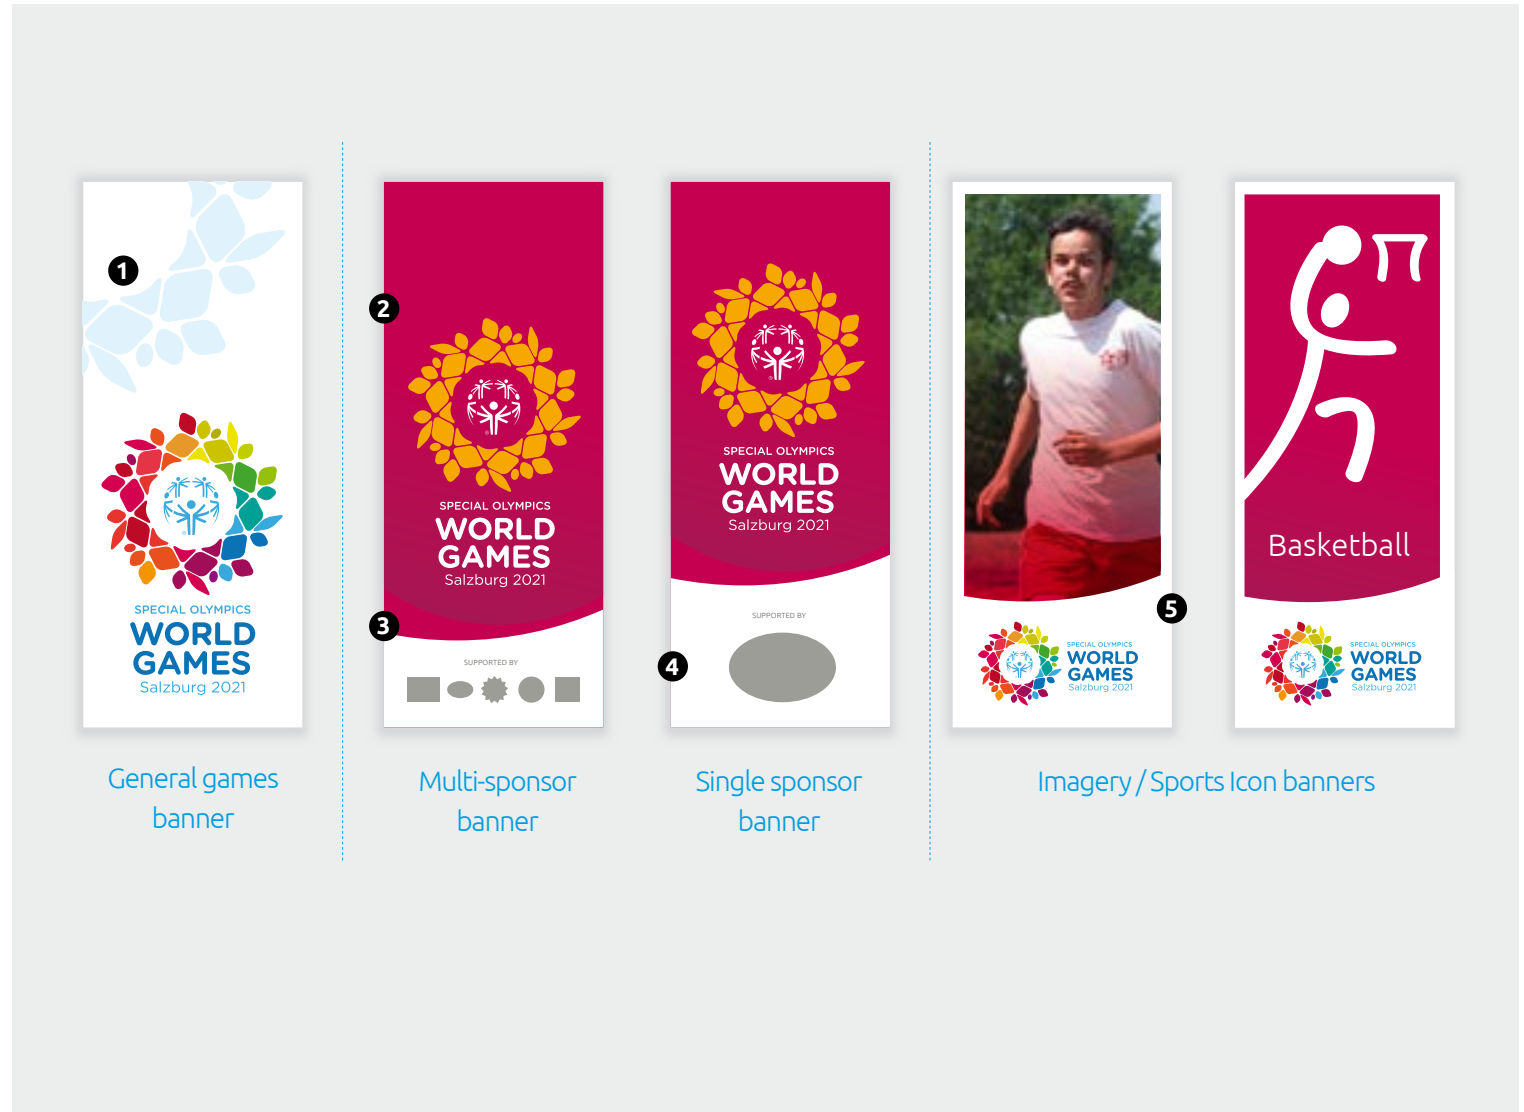 1
SPECIAL OLYMPICS
WORLD
GAMES
Salzburg 2021
General games
banner
2
SPECIAL OLYMPICS
WORLD
GAMES
Salzburg 2021
3
SUPPORTED BY
Multi-sponsor
banner
SPECIAL OLYMPICS
WORLD
GAMES
Salzburg 2021
SUPPORTED BY
4
Single sponsor
banner
5
SPECIAL OLYMPICS
WORLD
GAMES
Salzburg 2021
Basketball
SPECIAL OLYMPICS
WORLD
GAMES
Salzburg 2021
Imagery / Sports Icon banners